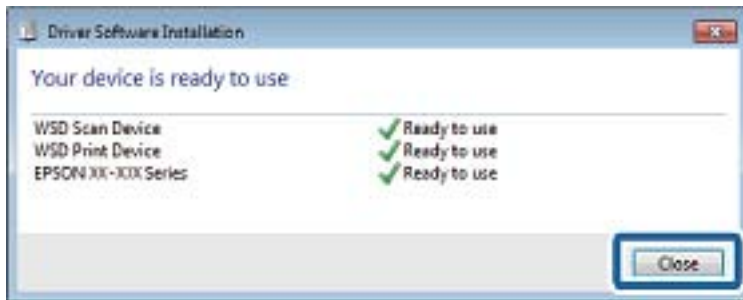 Driver Software Installation
Your device is ready to use
WSD Scan Device Ready to use
WSD Print Device Ready to use
EPSON XX-XXX Series Ready to use
Close